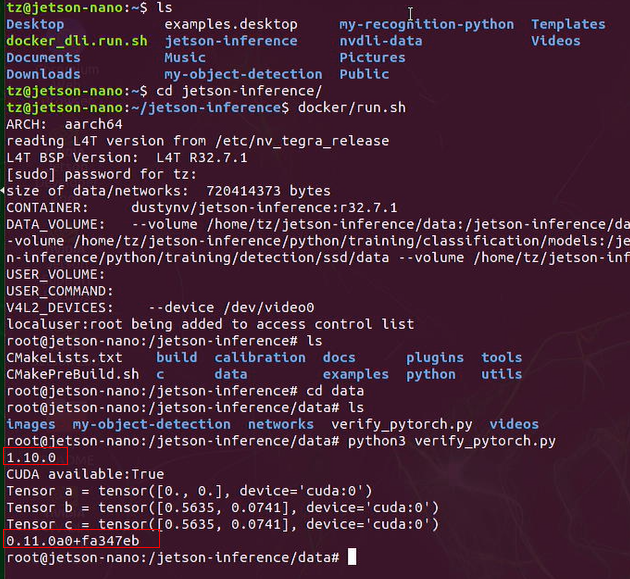 tz@jetson-nano:~$ ls
Desktop examples.desktop my-recognition-python Templates
docker_dli.run.sh jetson-inference nvdli-data Videos
Documents Music Pictures
Downloads my-object-detection Public
tz@jetson-nano:~$ cd jetson-inference/
tz@jetson-nano:~/jetson-inference$ docker/run.sh
ARCH: aarch64
reading L4T version from /etc/nv_tegra_release
L4T BSP Version: L4T R32.7.1
[sudo] password for tz:
size of data/networks: 720414373 bytes
CONTAINER: dustynv/jetson-inference:r32.7.1
DATA_VOLUME: --volume /home/tz/jetson-inference/data:/jetson-inference/da
-volume /home/tz/jetson-inference/python/training/classification/models:/je
n-inference/python/training/detection/ssd/data --volume /home/tz/jetson-inf
USER_VOLUME:
USER_COMMAND:
V4L2_DEVICES: --device /dev/video0
localuser:root being added to access control list
root@jetson-nano:/jetson-inference# ls
CMakeLists.txt build calibration docs plugins tools
CMakePreBuild.sh c data examples python utils
root@jetson-nano:/jetson-inference# cd data
root@jetson-nano:/jetson-inference/data# ls
images my-object-detection networks verify_pytorch.py videos
root@jetson-nano:/jetson-inference/data# python3 verify_pytorch.py
1.10.0
CUDA available:True
Tensor a = tensor([0., 0.], device='cuda:0')
Tensor b = tensor([0.5635, 0.0741], device='cuda:0')
Tensor c = tensor([0.5635, 0.0741], device='cuda:0')
0.11.0a0+fa347eb
root@jetson-nano:/jetson-inference/data#